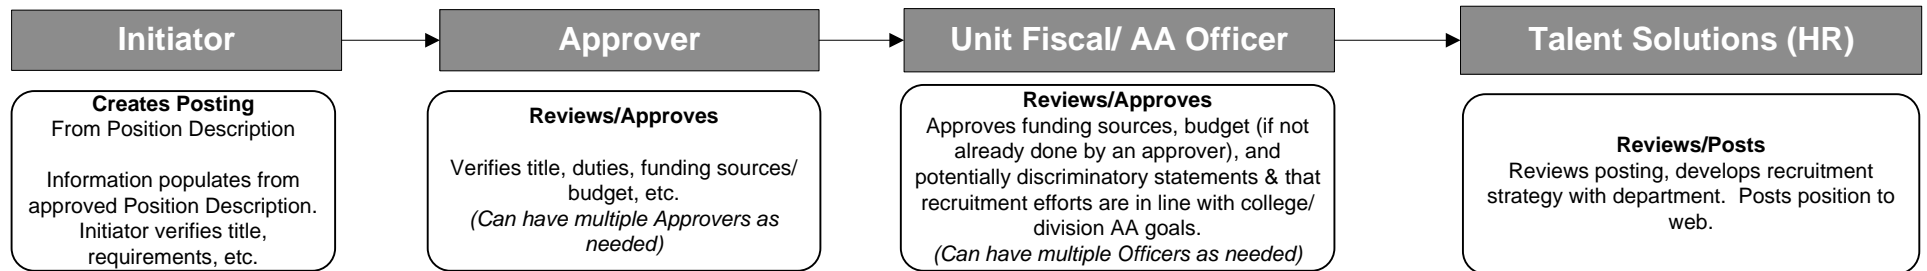 Initiator
Approver
Unit Fiscal/ AA Officer
Talent Solutions (HR)
Creates Posting
From Position Description
Information populates from
approved Position Description.
Initiator verifies title,
requirements, etc.
Reviews/Approves
Verifies title, duties, funding sources/
budget, etc.
(Can have multiple Approvers as
needed)
Reviews/Approves
Approves funding sources, budget (if not
already done by an approver), and
potentially discriminatory statements & that
recruitment efforts are in line with college/
division AA goals.
(Can have multiple Officers as needed)
Reviews/Posts
Reviews posting, develops recruitment
strategy with department.  Posts position to
web.